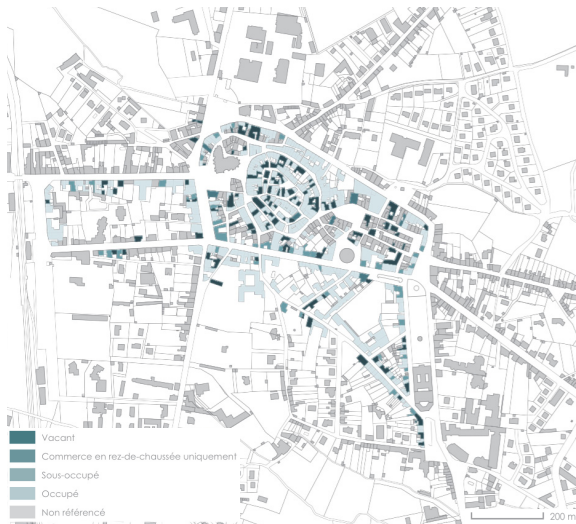 Vacant
Commerce en rez-de-chaussée uniquement
Sous-occupé
Occupé
Non référencé
200 m